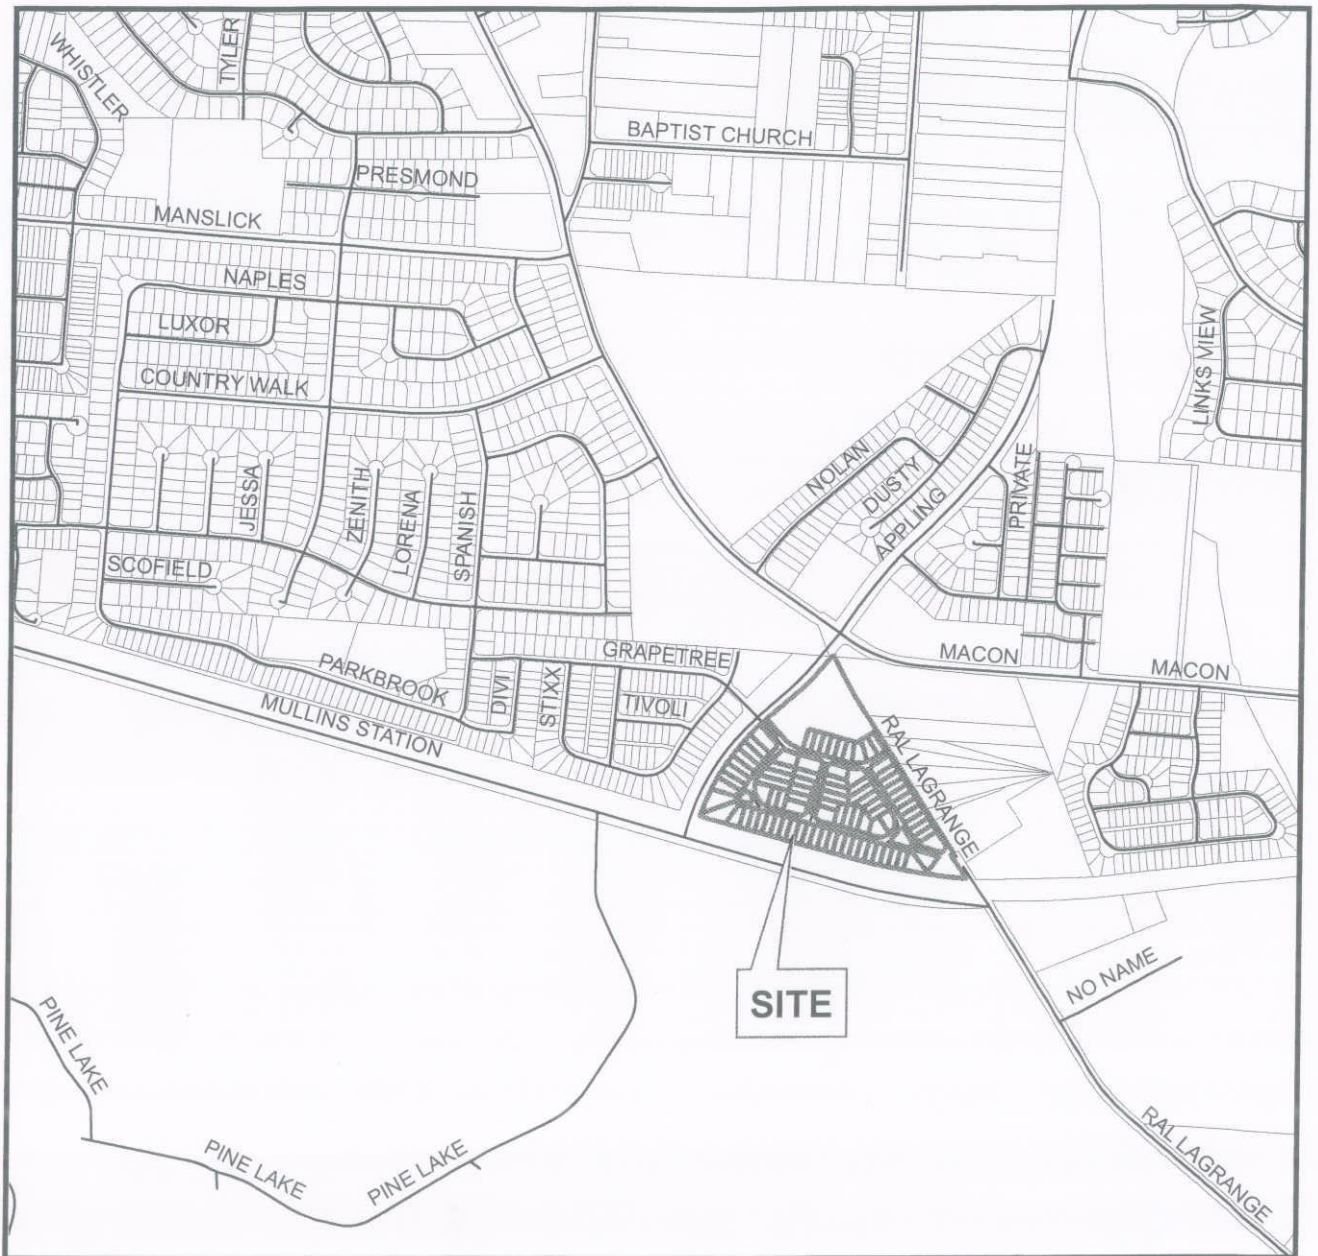 WHISTLER
TYLER
BAPTIST CHURCH
PRESMOND
MANSLICK
NAPLES
LUXOR
COUNTRY WALK
LINKS VIEW
NOLAN
DUSTY
APPLING
PRIVATE
JESSA
ZENITH
LORENA
SPANISH
SCOFIELD
GRAPETREE
MACON
MACON
PARKBROOK
DIVI
STIXX
TIVOLI
MULLINS STATION
RAL LAGRANGE
SITE
NO NAME
PINE LAKE
PINE LAKE
PINE LAKE
RAL LAGRANGE